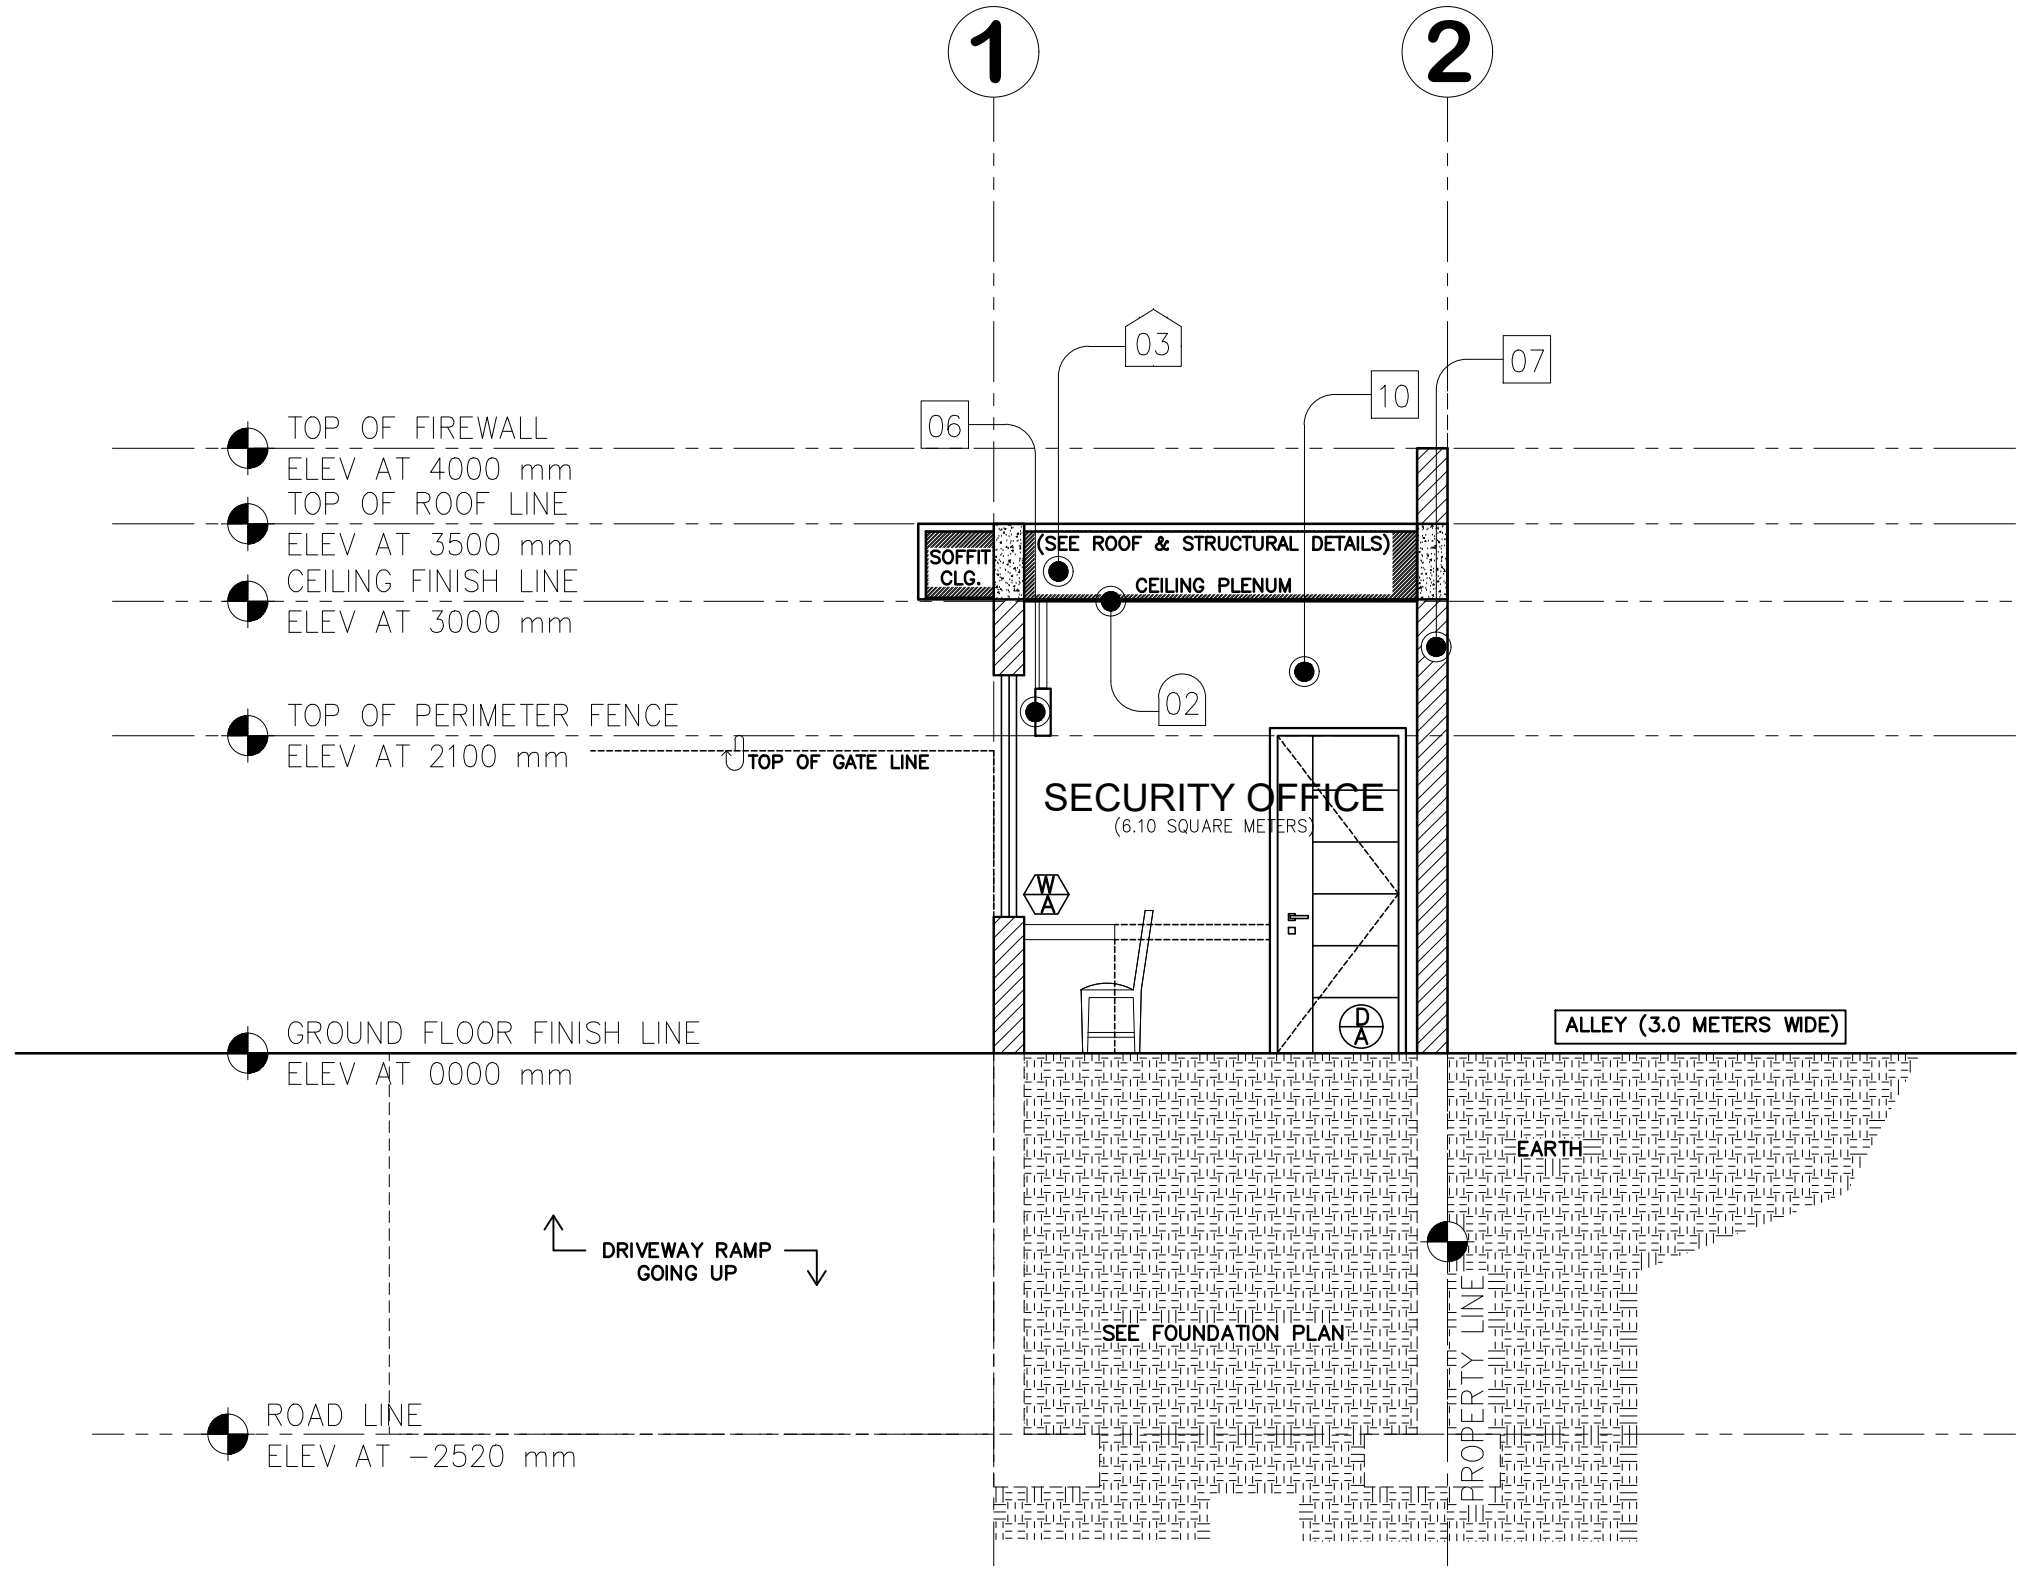 1
2
03
07
10
06
TOP OF FIREWALL
ELEV AT 4000 mm
TOP OF ROOF LINE
ELEV AT 3500 mm
CEILING FINISH LINE
ELEV AT 3000 mm
SOFFIT
CLG.
(SEE ROOF & STRUCTURAL DETAILS)
CEILING PLENUM
02
TOP OF PERIMETER FENCE
ELEV AT 2100 mm
TOP OF GATE LINE
SECURITY OFFICE
(6.10 SQUARE METERS)
W
A
D
A
ALLEY (3.0 METERS WIDE)
GROUND FLOOR FINISH LINE
ELEV AT 0000 mm
EARTH
DRIVEWAY RAMP
GOING UP
SEE FOUNDATION PLAN
PROPERTY LINE
ROAD LINE
ELEV AT -2520 mm